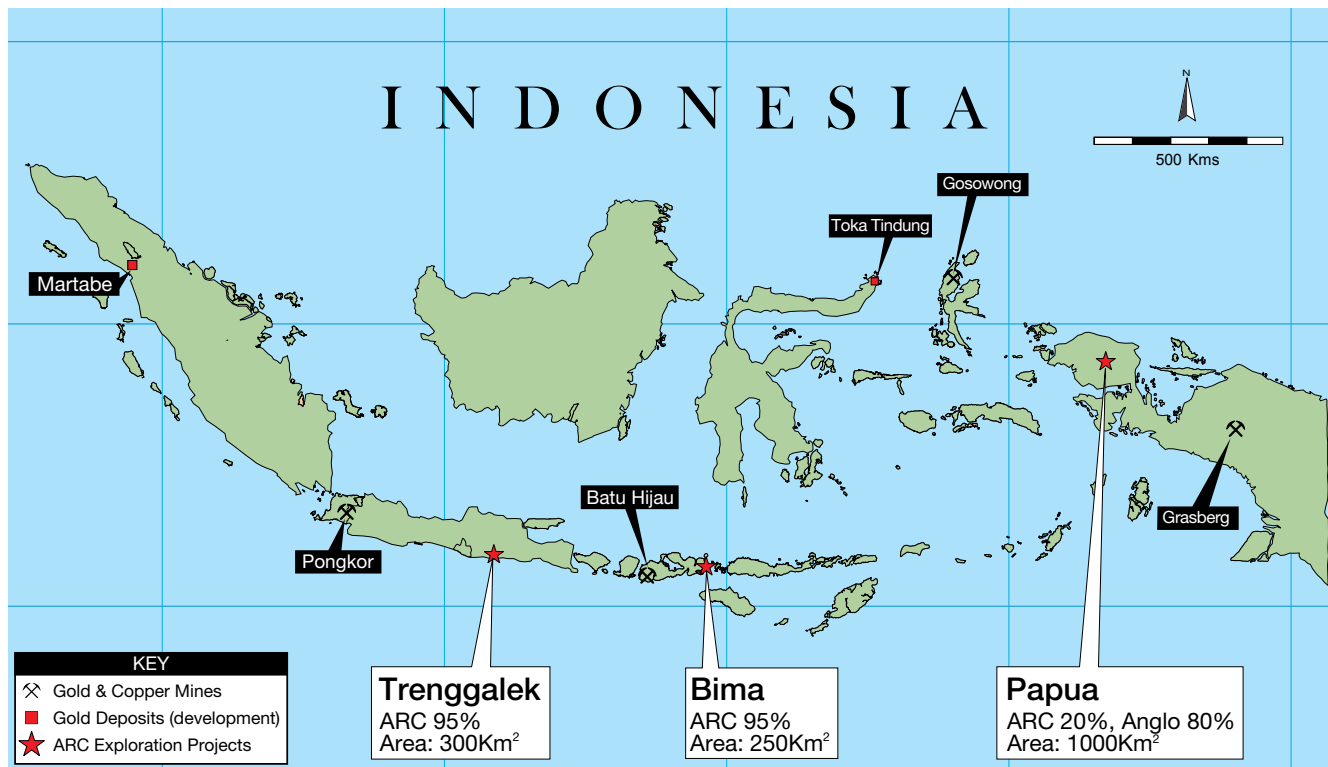 INDONESIA
N
500 Kms
Gosowong
Toka Tindung
Martabe
Batu Hijau
Pongkor
Grasberg
KEY
Gold & Copper Mines
Gold Deposits (development)
ARC Exploration Projects
Trenggalek
ARC 95%
Area: 300Km²
Bima
ARC 95%
Area: 250Km²
Papua
ARC 20%, Anglo 80%
Area: 1000Km²